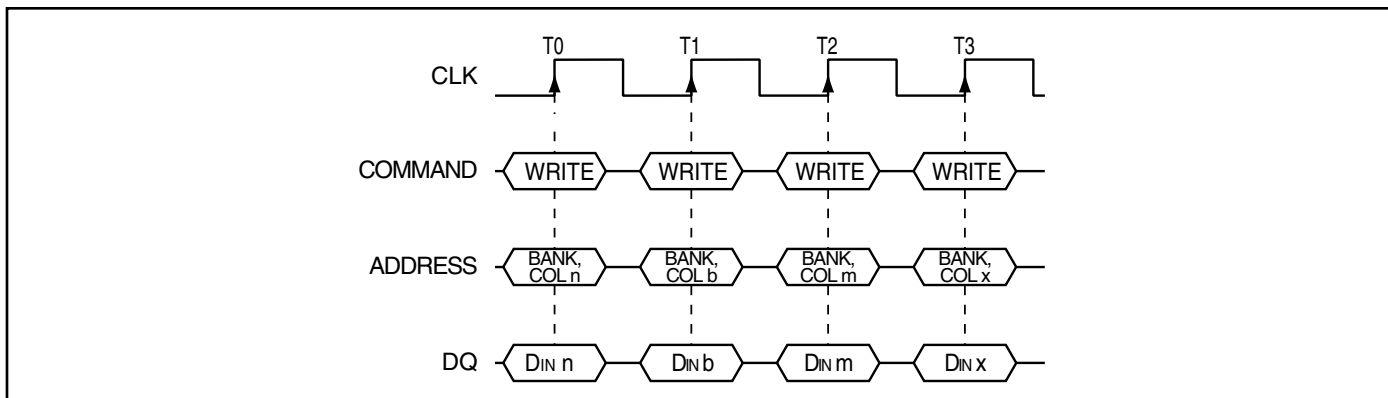 T0 T1 T2 T3
CLK
COMMAND WRITE WRITE WRITE WRITE
ADDRESS BANK, COL n BANK, COL b BANK, COL m BANK, COL x
DQ DIN n DIN b DIN m DIN x